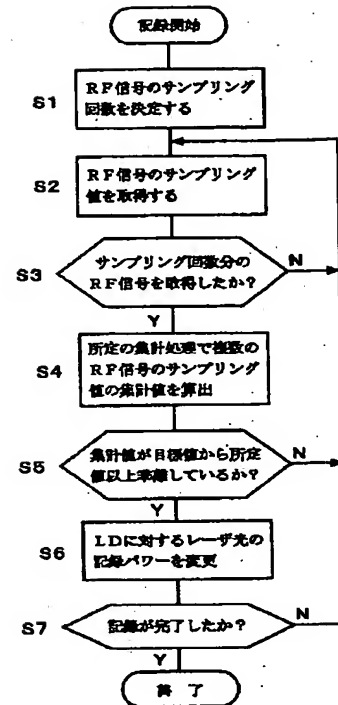 記録開始
S1
RF信号のサンプリング
回数を決定する
S2
RF信号のサンプリング
値を取得する
S3
サンプリング回数分の
RF信号を取得したか?
N
Y
S4
所定の集計処理で複数の
RF信号のサンプリング
値の集計値を算出
S5
集計値が目標値から所定
値以上乖離しているか?
N
Y
S6
LDに対するレーザ光の
記録パワーを変更
S7
記録が完了したか?
N
Y
終 了